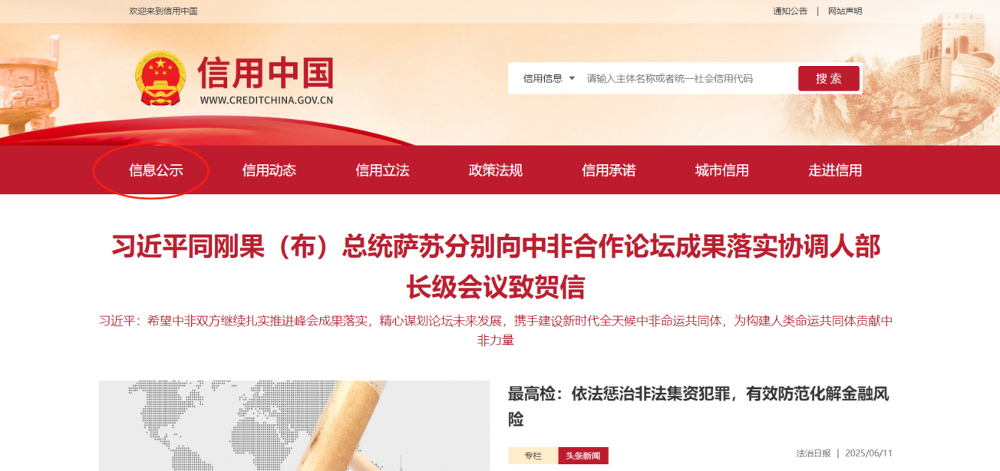 欢迎来到信用中国
通知公告 | 网站声明
信用中国
WWW.CREDITCHINA.GOV.CN
信用信息 请输入主体名称或者统一社会信用代码 搜索
信息公示 信用动态 信用立法 政策法规 信用承诺 城市信用 走进信用
习近平同刚果（布）总统萨苏分别向中非合作论坛成果落实协调人部
长级会议致贺信
习近平：希望中非双方继续扎实推进峰会成果落实，精心谋划论坛未来发展，携手建设新时代全天候中非命运共同体，为构建人类命运共同体贡献中
非力量
最高检：依法惩治非法集资犯罪，有效防范化解金融风
险
专栏 头条新闻 法治日报 | 2025/06/11